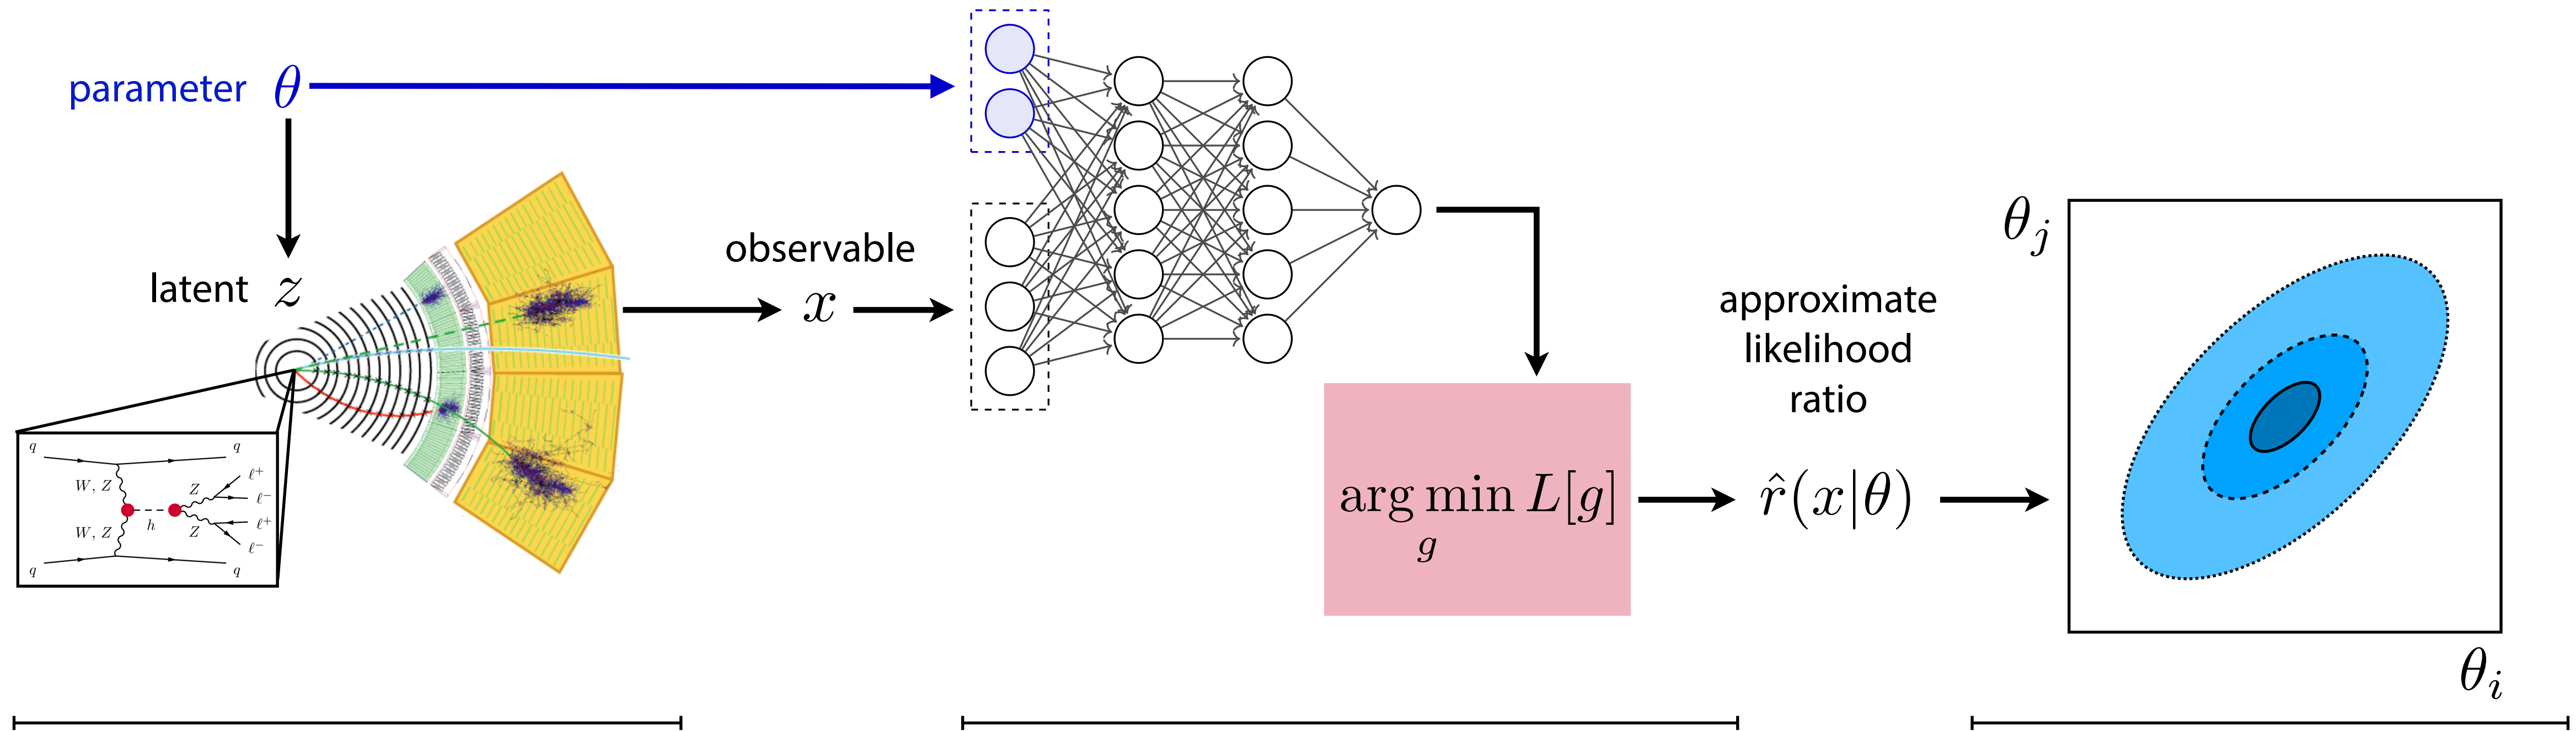 parameter θ
latent z
q
q
W, Z
h
W, Z
Z
Z
ℓ+
ℓ−
ℓ+
ℓ−
q
q
observable
x
arg min L[g]
g
approximate
likelihood
ratio
r̂(x|θ)
θj
θi